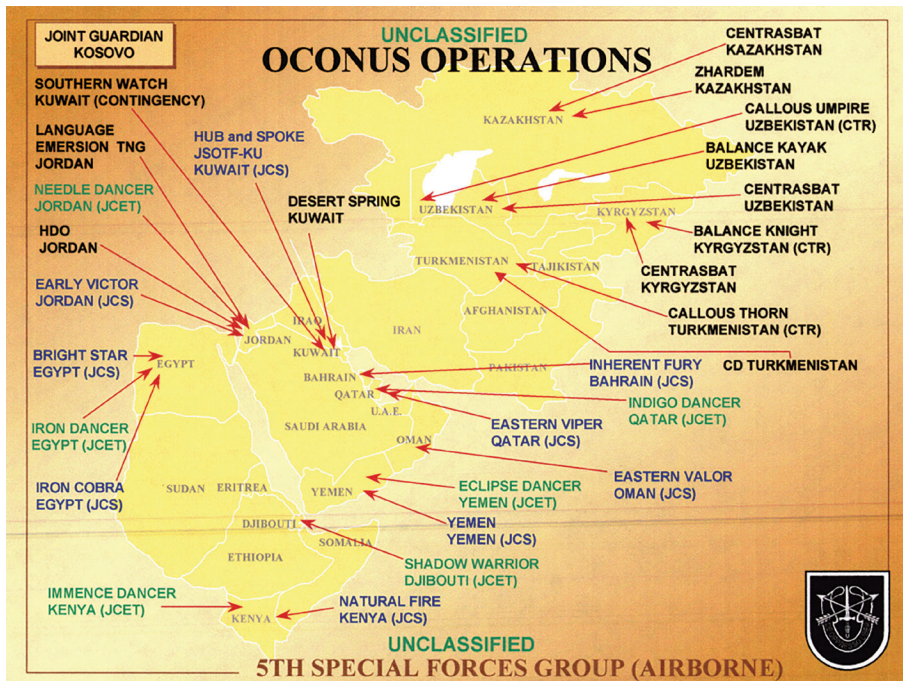 JOINT GUARDIAN
KOSOVO
UNCLASSIFIED
OCONUS OPERATIONS
CENTRASBAT
KAZAKHSTAN
ZHARDEM
KAZAKHSTAN
SOUTHERN WATCH
KUWAIT (CONTINGENCY)
LANGUAGE
EMERSION TNG
JORDAN
NEEDLE DANCER
JORDAN (JCET)
HDO
JORDAN
EARLY VICTOR
JORDAN (JCS)
HUB and SPOKE
JSOTF-KU
KUWAIT (JCS)
DESERT SPRING
KUWAIT
CALLOUS UMPIRE
UZBEKISTAN (CTR)
BALANCE KAYAK
UZBEKISTAN
CENTRASBAT
UZBEKISTAN
BALANCE KNIGHT
KYRGYZSTAN (CTR)
CENTRASBAT
KYRGYZSTAN
CALLOUS THORN
TURKMENISTAN (CTR)
CD TURKMENISTAN
KAZAKHSTAN
UZBEKISTAN
KYRGYZSTAN
TURKMENISTAN
TAJIKISTAN
AFGHANISTAN
IRAQ
IRAN
JORDAN
KUWAIT
PAKISTAN
BAHRAIN
QATAR
U.A.E.
SAUDI ARABIA
OMAN
EGYPT
SUDAN
ERITREA
YEMEN
DJIBOUTI
SOMALIA
ETHIOPIA
KENYA
BRIGHT STAR
EGYPT (JCS)
IRON DANCER
EGYPT (JCET)
IRON COBRA
EGYPT (JCS)
INHERENT FURY
BAHRAIN (JCS)
INDIGO DANCER
QATAR (JCET)
EASTERN VIPER
QATAR (JCS)
EASTERN VALOR
OMAN (JCS)
ECLIPSE DANCER
YEMEN (JCET)
YEMEN
YEMEN (JCS)
SHADOW WARRIOR
DJIBOUTI (JCET)
IMMENCE DANCER
KENYA (JCET)
NATURAL FIRE
KENYA (JCS)
UNCLASSIFIED
5TH SPECIAL FORCES GROUP (AIRBORNE)